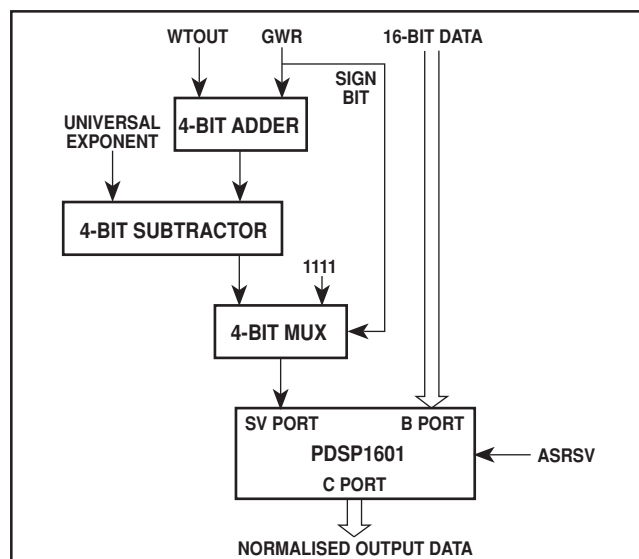 WTOUT
GWR
16-BIT DATA
SIGN
BIT
UNIVERSAL
EXPONENT
4-BIT ADDER
4-BIT SUBTRACTOR
1111
4-BIT MUX
SV PORT
B PORT
PDSP1601
ASRSV
C PORT
NORMALISED OUTPUT DATA